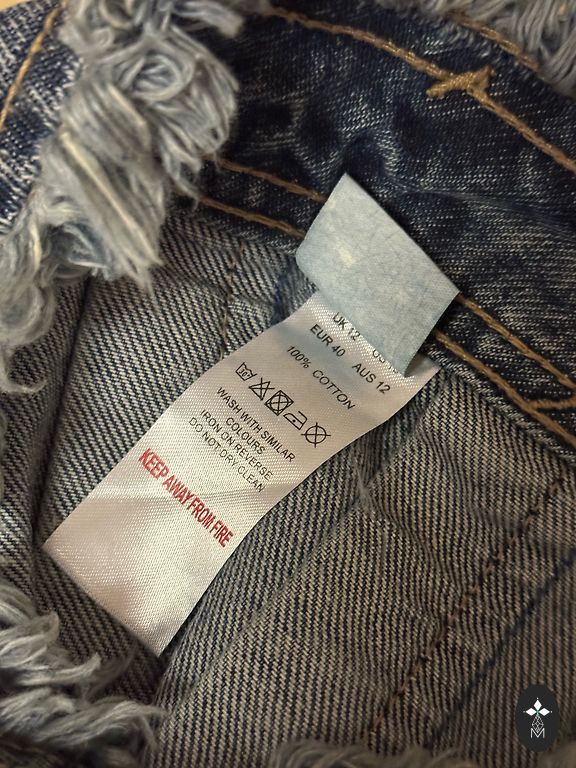 UK 12
EUR 40 AUS 12
100% COTTON
WASH WITH SIMILAR
COLOURS
IRON ON REVERSE
DO NOT DRY CLEAN
KEEP AWAY FROM FIRE